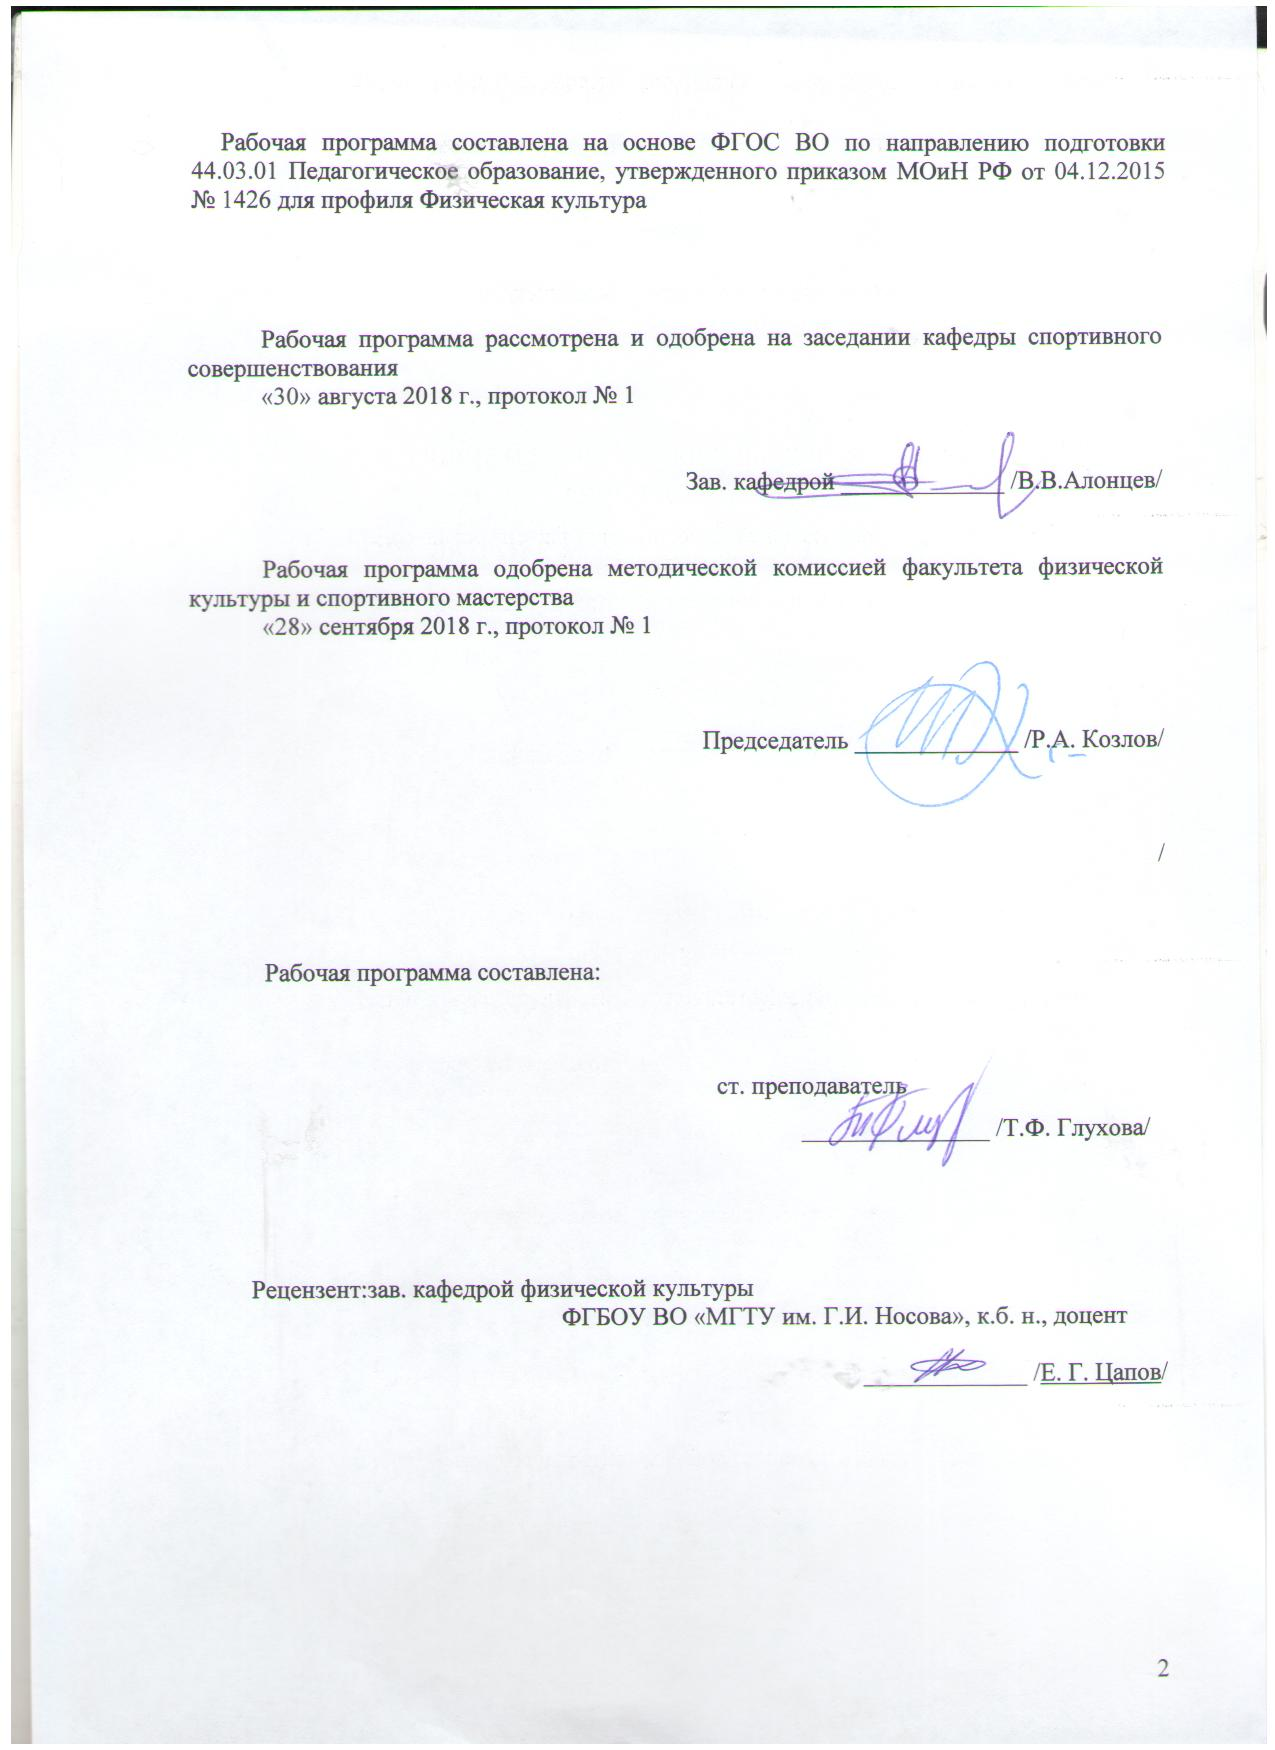 Рабочая программа составлена на основе ФГОС ВО по направлению подготовки
44.03.01 Педагогическое образование, утвержденного приказом МОиН РФ от 04.12.2015
№ 1426 для профиля Физическая культура
Рабочая программа рассмотрена и одобрена на заседании кафедры спортивного
совершенствования
«30» августа 2018 г., протокол № 1
Зав. кафедрой _____________ /В.В.Алонцев/
Рабочая программа одобрена методической комиссией факультета физической
культуры и спортивного мастерства
«28» сентября 2018 г., протокол № 1
Председатель _____________ /Р.А. Козлов/
/
Рабочая программа составлена:
ст. преподаватель
_______________ /Т.Ф. Глухова/
Рецензент:зав. кафедрой физической культуры
ФГБОУ ВО «МГТУ им. Г.И. Носова», к.б. н., доцент
_____________ /Е. Г. Цапов/
2